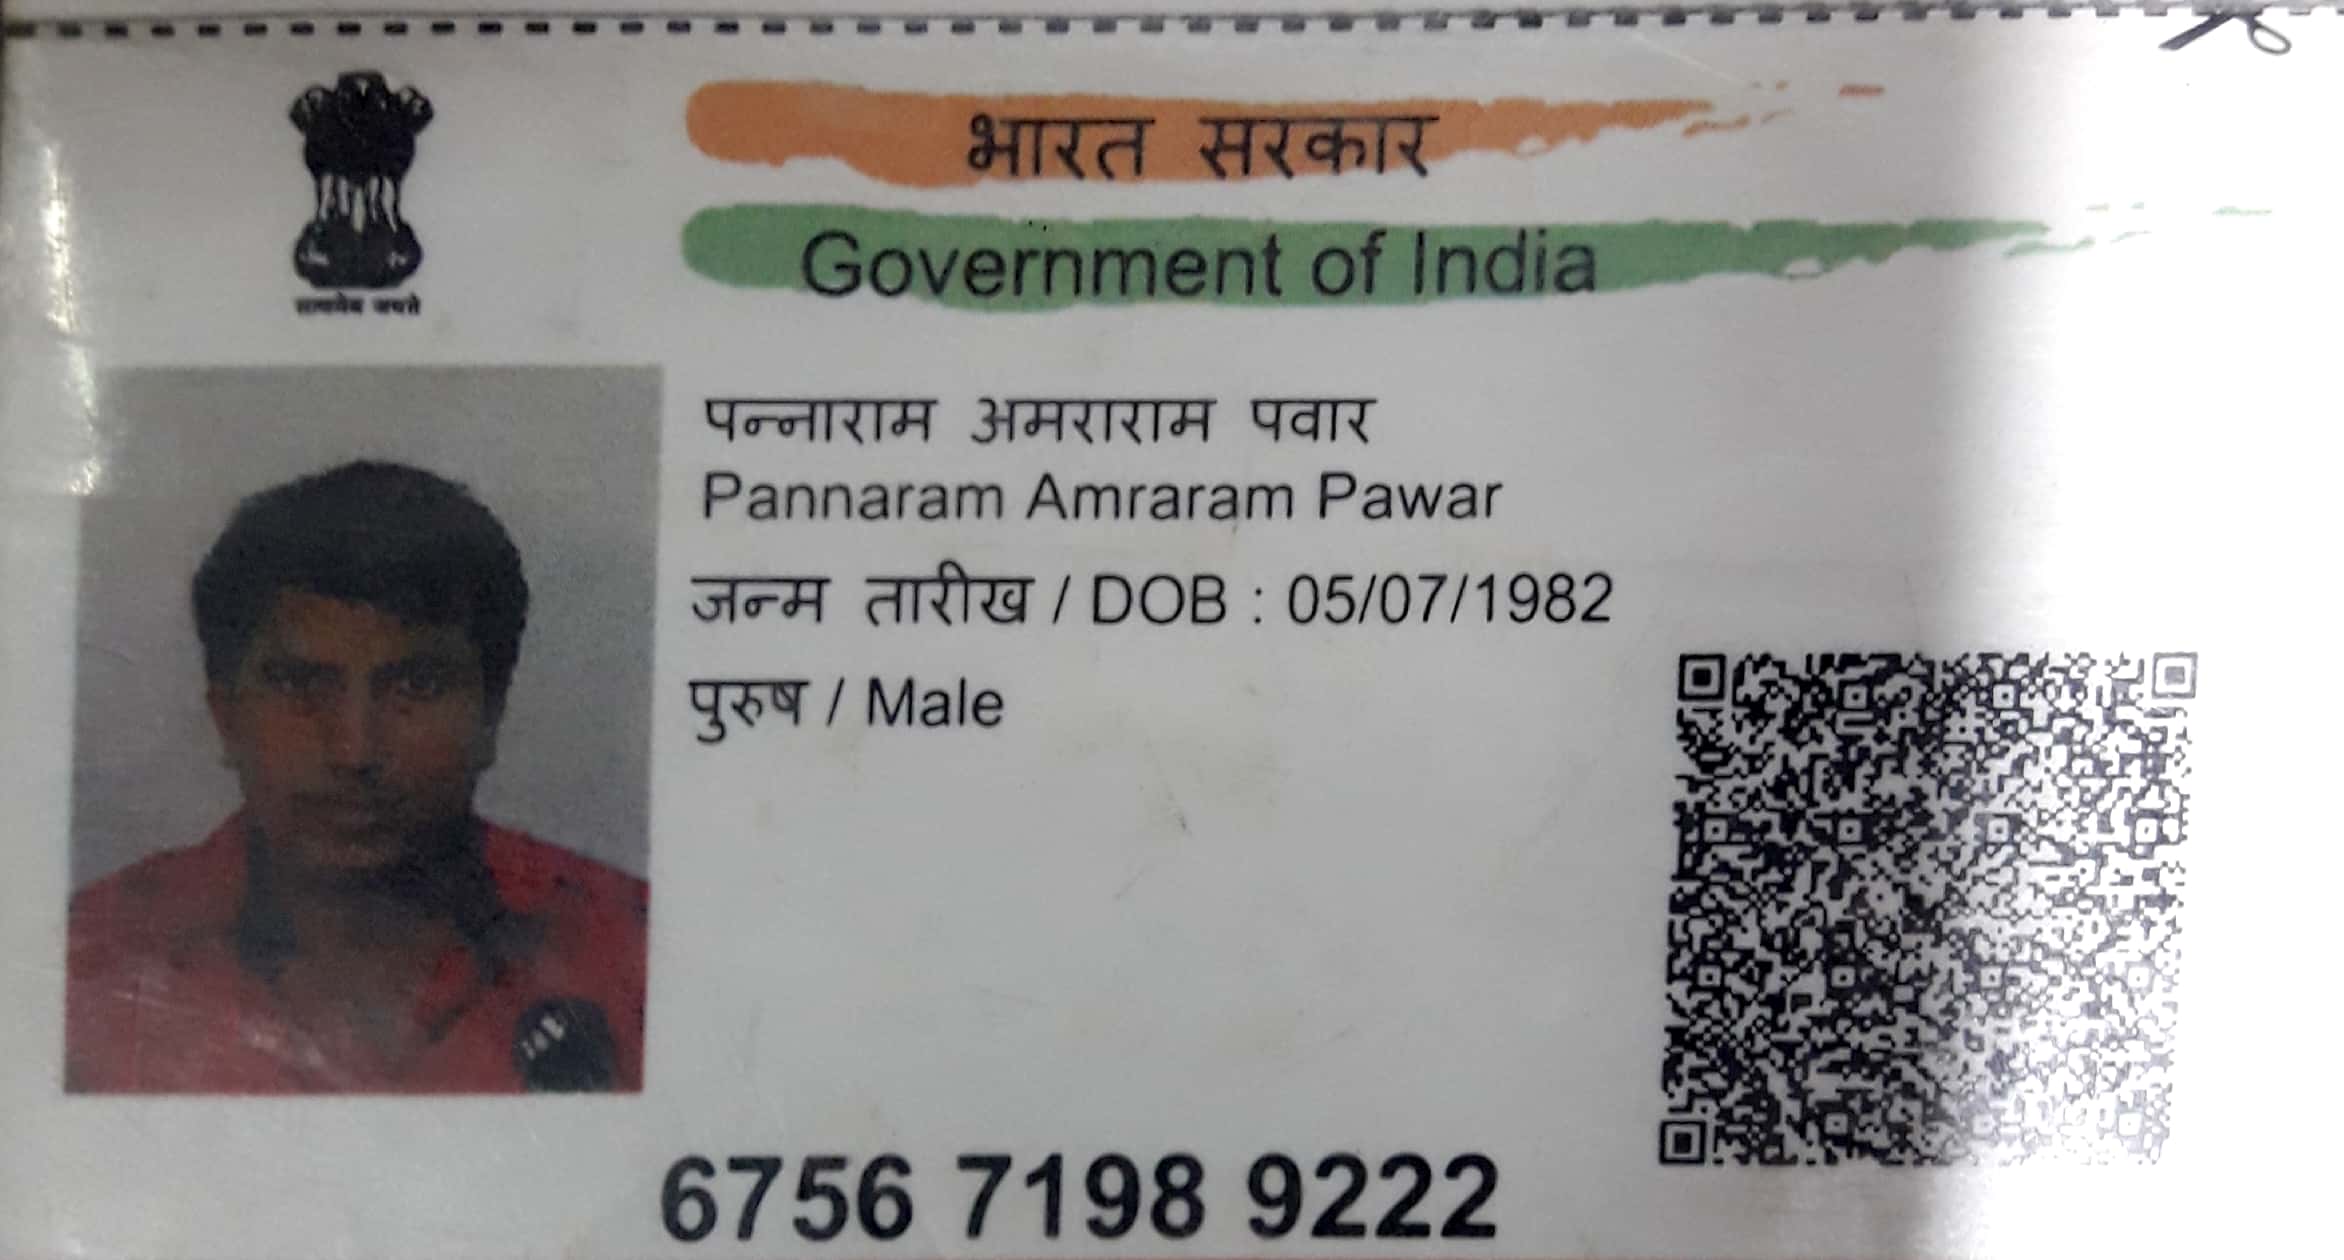 भारत सरकार
Government of India
सत्यमेव जयते
पन्नाराम अमराराम पवार
Pannaram Amraram Pawar
जन्म तारीख / DOB : 05/07/1982
पुरुष / Male
6756 7198 9222